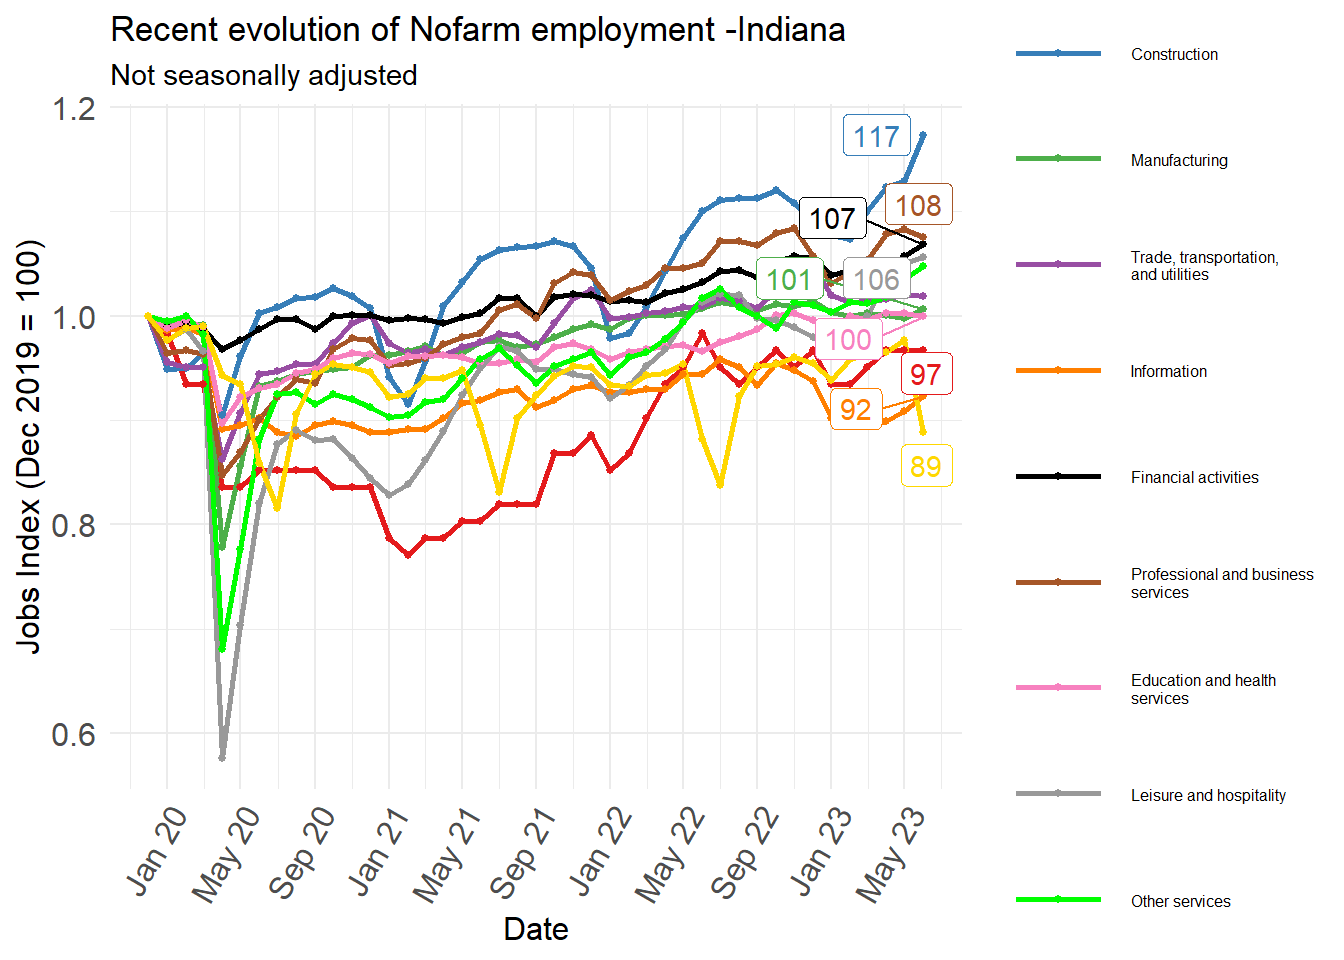 Recent evolution of Nofarm employment -Indiana
Not seasonally adjusted
Jobs Index (Dec 2019 = 100)
1.2
1.0
0.8
0.6
117
108
107
101
106
100
97
92
89
Jan 20
May 20
Sep 20
Jan 21
May 21
Sep 21
Jan 22
May 22
Sep 22
Jan 23
May 23
Date
Construction
Manufacturing
Trade, transportation,
and utilities
Information
Financial activities
Professional and business
services
Education and health
services
Leisure and hospitality
Other services